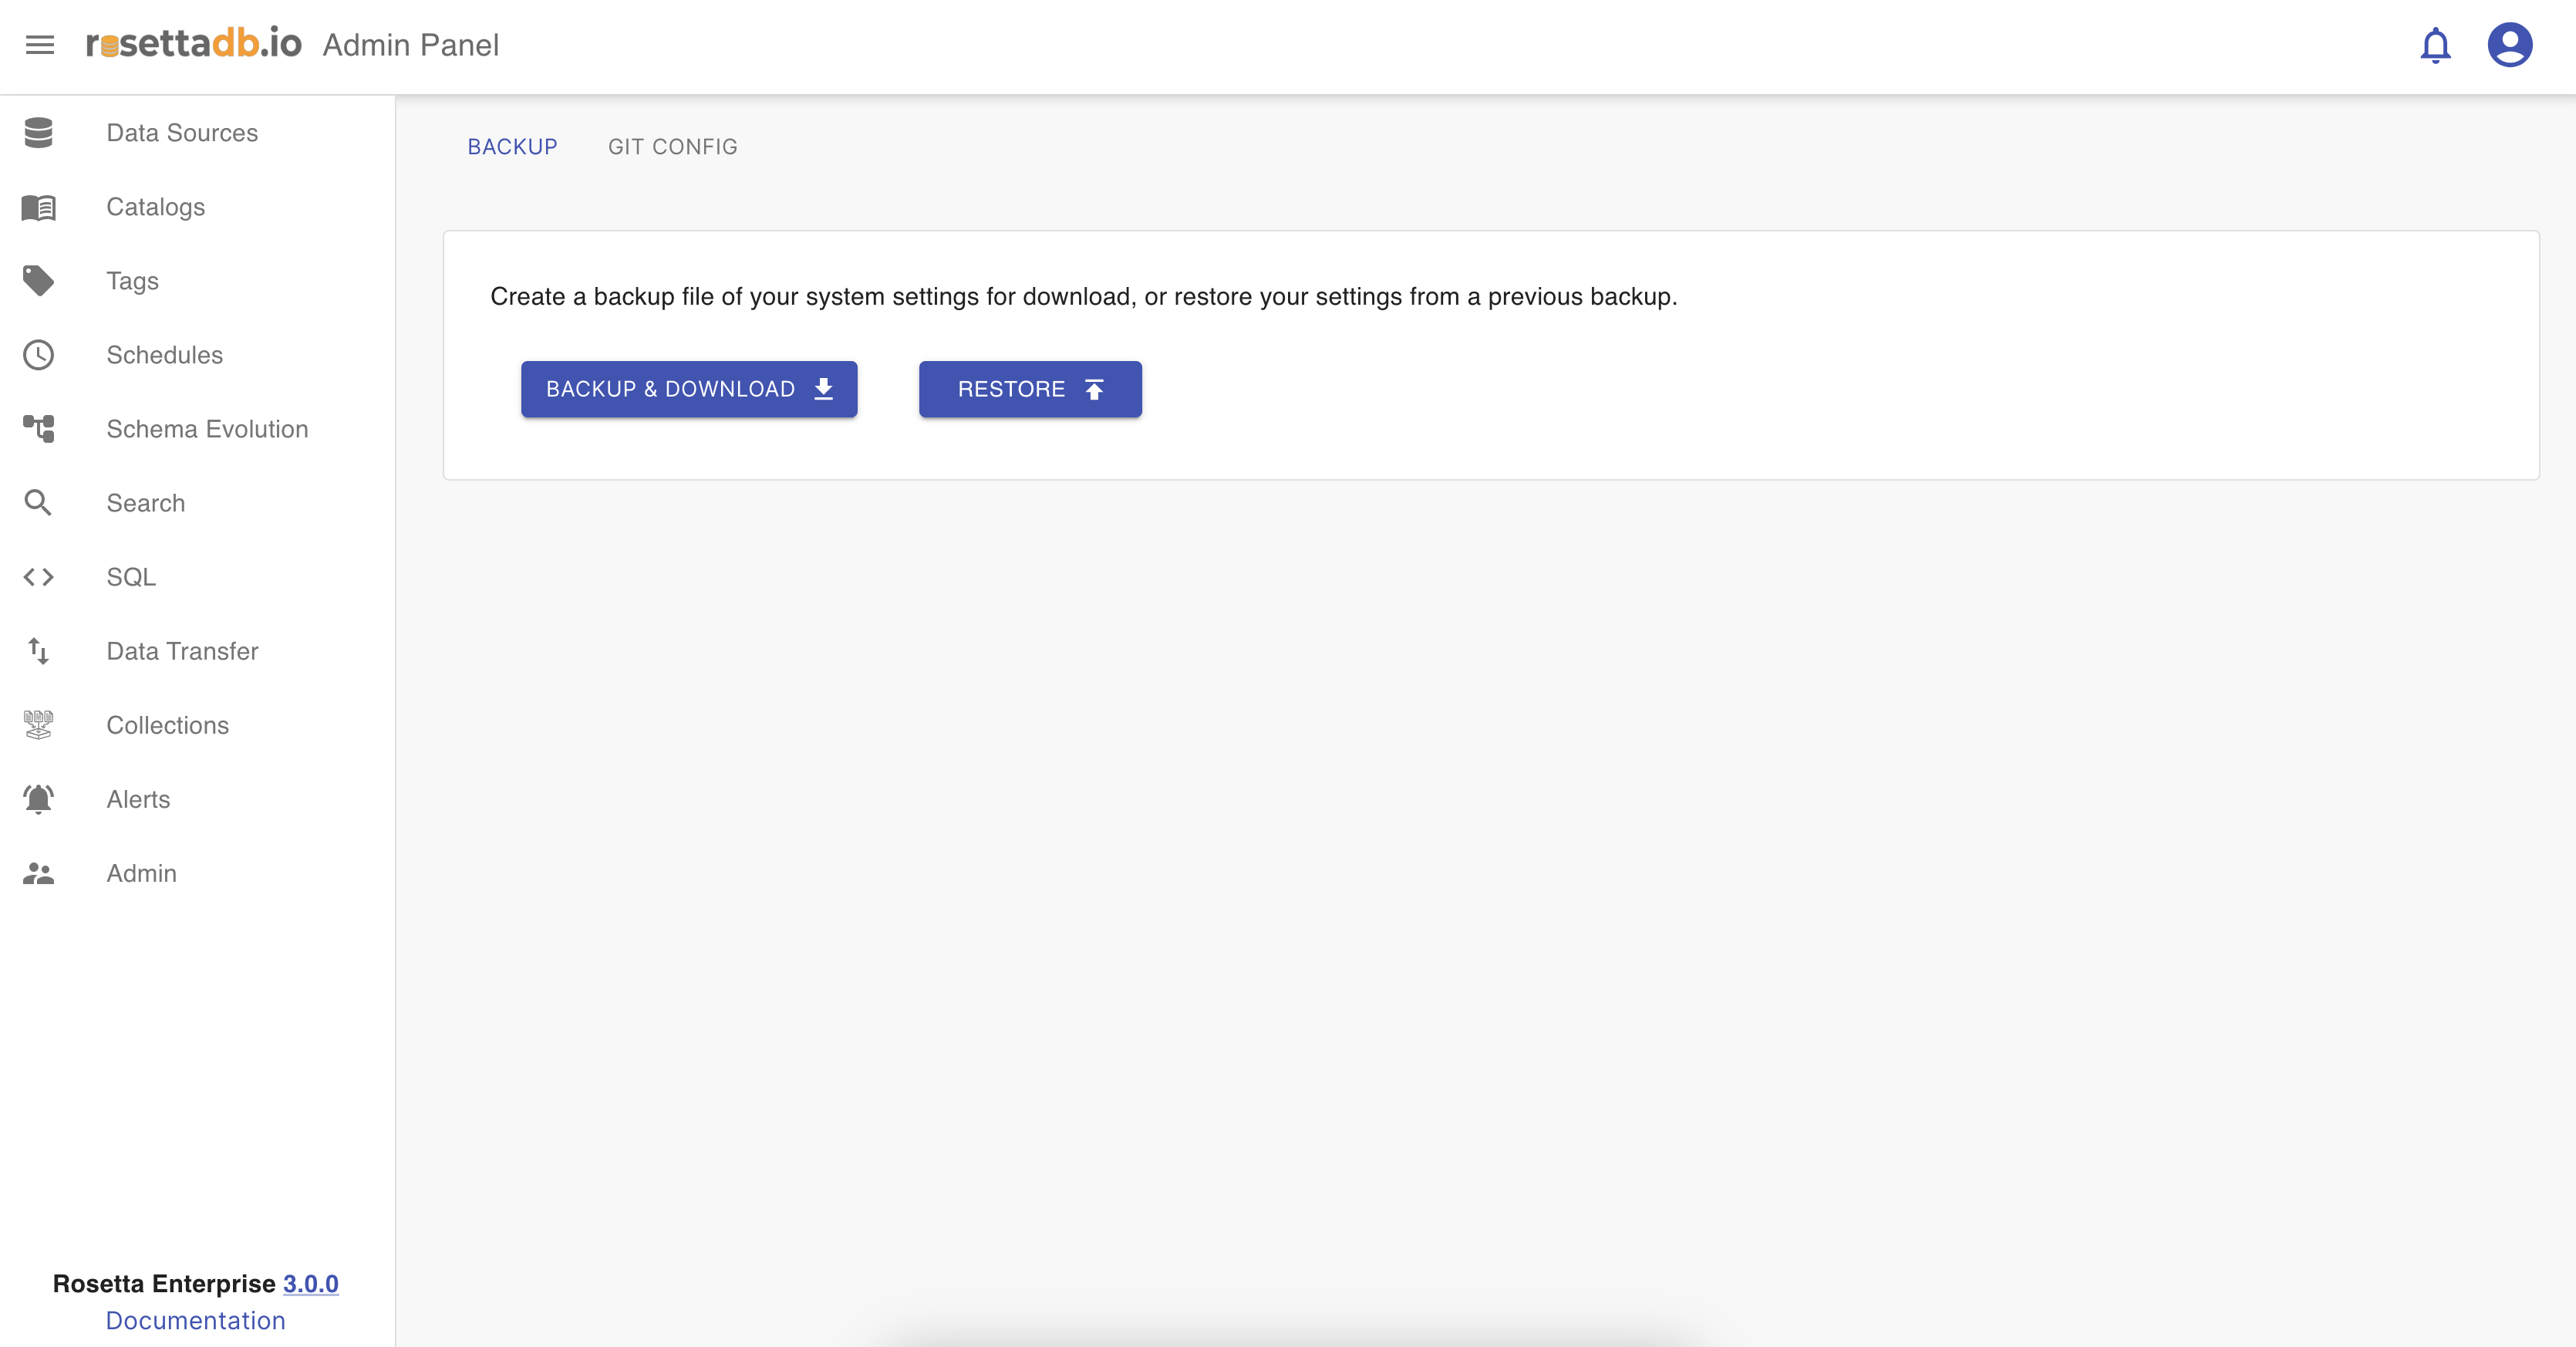 rosettadb.io Admin Panel
Data Sources
Catalogs
Tags
Schedules
Schema Evolution
Search
SQL
Data Transfer
Collections
Alerts
Admin
Rosetta Enterprise 3.0.0
Documentation
BACKUP GIT CONFIG
Create a backup file of your system settings for download, or restore your settings from a previous backup.
BACKUP & DOWNLOAD RESTORE